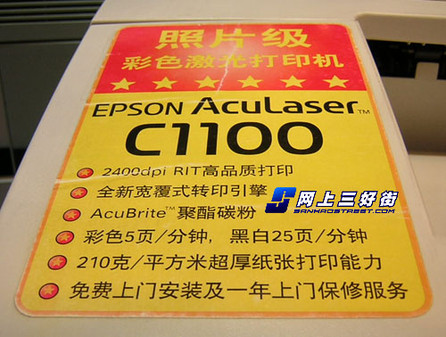 照片级
彩色激光打印机
EPSON AcuLaser™
C1100
2400dpi RIT高品质打印
全新宽覆式转印引擎
AcuBrite™ 聚酯碳粉
网上三好街
SANHAOSTREET.COM
彩色5页/分钟，黑白25页/分钟
210克/平方米超厚纸张打印能力
免费上门安装及一年上门保修服务